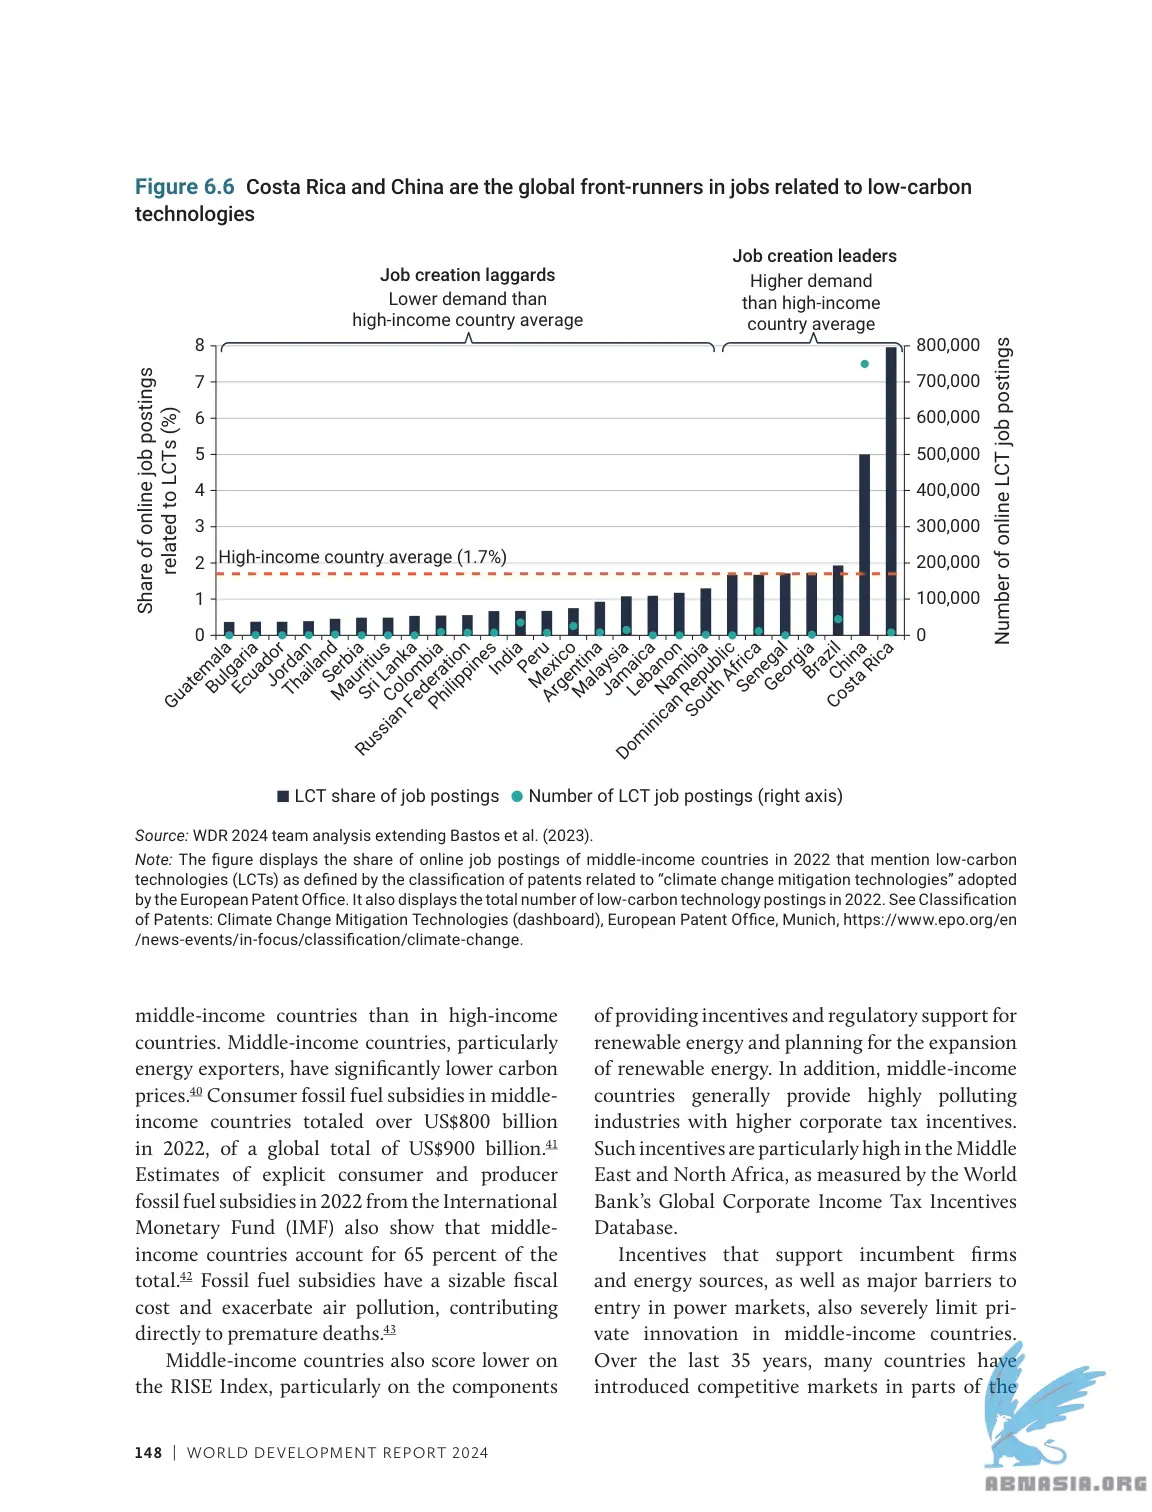 Figure 6.6 Costa Rica and China are the global front-runners in jobs related to low-carbon
technologies
Job creation laggards
Lower demand than
high-income country average
Job creation leaders
Higher demand
than high-income
country average
Share of online job postings
related to LCTs (%)
8
7
6
5
4
3
2
1
0
High-income country average (1.7%)
800,000
700,000
600,000
500,000
400,000
300,000
200,000
100,000
0
Number of online LCT job postings
Guatemala
Bulgaria
Ecuador
Jordan
Thailand
Serbia
Mauritius
Sri Lanka
Colombia
Russian Federation
Philippines
India
Peru
Mexico
Argentina
Malaysia
Jamaica
Lebanon
Namibia
Dominican Republic
South Africa
Senegal
Georgia
Brazil
China
Costa Rica
LCT share of job postings
Number of LCT job postings (right axis)
Source: WDR 2024 team analysis extending Bastos et al. (2023).
Note: The figure displays the share of online job postings of middle-income countries in 2022 that mention low-carbon
technologies (LCTs) as defined by the classification of patents related to “climate change mitigation technologies” adopted
by the European Patent Office. It also displays the total number of low-carbon technology postings in 2022. See Classification
of Patents: Climate Change Mitigation Technologies (dashboard), European Patent Office, Munich, https://www.epo.org/en
/news-events/in-focus/classification/climate-change.
middle-income countries than in high-income
countries. Middle-income countries, particularly
energy exporters, have significantly lower carbon
prices.40 Consumer fossil fuel subsidies in middle-
income countries totaled over US$800 billion
in 2022, of a global total of US$900 billion.41
Estimates of explicit consumer and producer
fossil fuel subsidies in 2022 from the International
Monetary Fund (IMF) also show that middle-
income countries account for 65 percent of the
total.42 Fossil fuel subsidies have a sizable fiscal
cost and exacerbate air pollution, contributing
directly to premature deaths.43
Middle-income countries also score lower on
the RISE Index, particularly on the components
of providing incentives and regulatory support for
renewable energy and planning for the expansion
of renewable energy. In addition, middle-income
countries generally provide highly polluting
industries with higher corporate tax incentives.
Such incentives are particularly high in the Middle
East and North Africa, as measured by the World
Bank’s Global Corporate Income Tax Incentives
Database.
Incentives that support incumbent firms
and energy sources, as well as major barriers to
entry in power markets, also severely limit pri-
vate innovation in middle-income countries.
Over the last 35 years, many countries have
introduced competitive markets in parts of the
148 | WORLD DEVELOPMENT REPORT 2024
ABNASIA.ORG